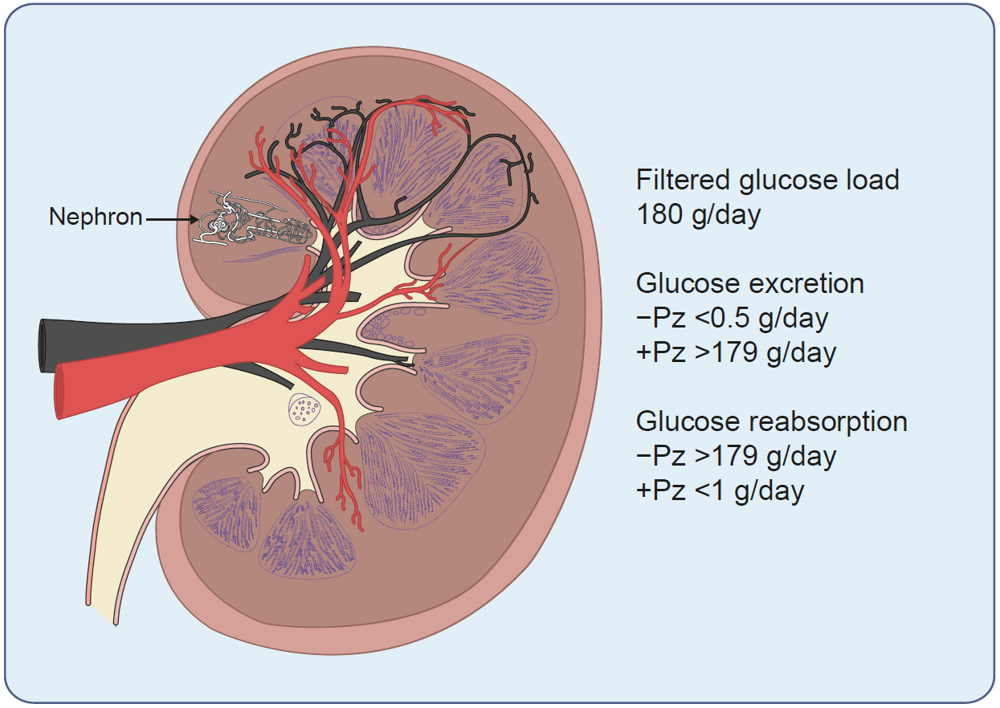 Nephron
Filtered glucose load
180 g/day
Glucose excretion
−Pz <0.5 g/day
+Pz >179 g/day
Glucose reabsorption
−Pz >179 g/day
+Pz <1 g/day